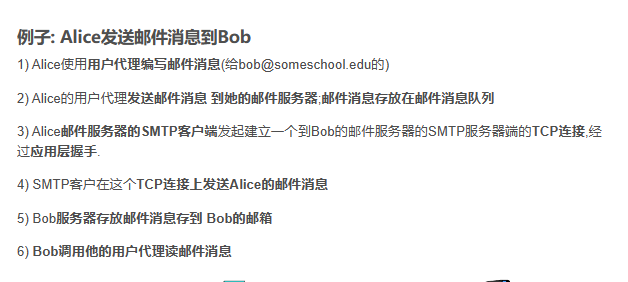 例子: Alice发送邮件消息到Bob
1) Alice使用用户代理编写邮件消息(给bob@someschool.edu的)
2) Alice的用户代理发送邮件消息 到她的邮件服务器;邮件消息存放在邮件消息队列
3) Alice邮件服务器的SMTP客户端发起建立一个到Bob的邮件服务器的SMTP服务器端的TCP连接,经
过应用层握手.
4) SMTP客户在这个TCP连接上发送Alice的邮件消息
5) Bob服务器存放邮件消息存到 Bob的邮箱
6) Bob调用他的用户代理读邮件消息